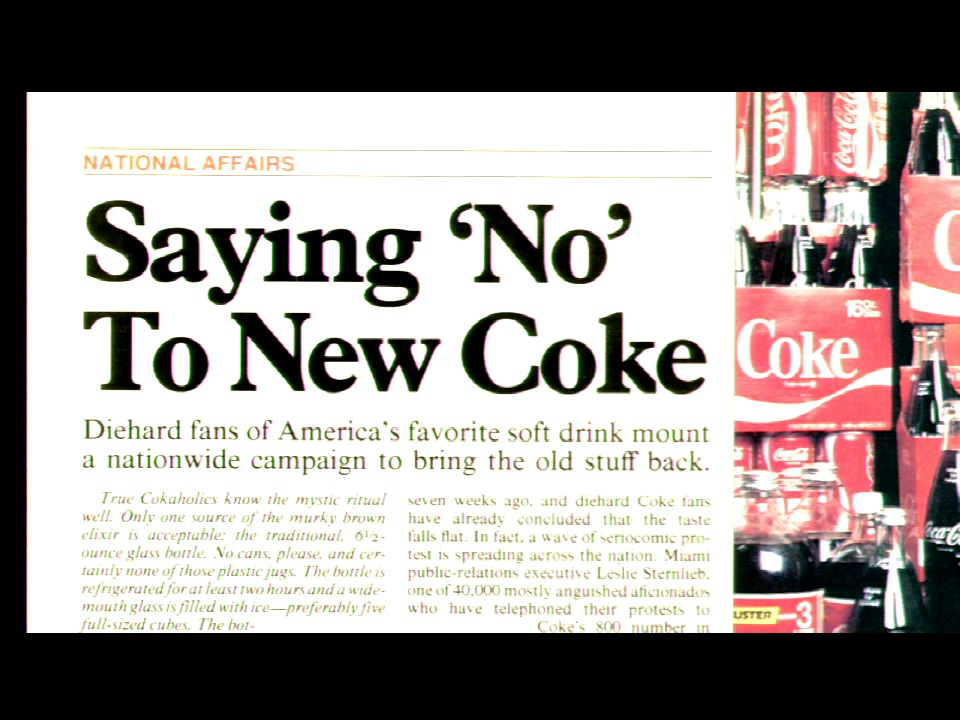 NATIONAL AFFAIRS
Saying ‘No’
To New Coke
Diehard fans of America's favorite soft drink mount
a nationwide campaign to bring the old stuff back.
True Cokaholics know the mystic ritual
well. Only one source of the murky brown
elixir is acceptable: the traditional, 6½-
ounce glass bottle. No cans, please, and cer-
tainly none of those plastic jugs. The bottle is
refrigerated for at least two hours and a wide-
mouth glass is filled with ice—preferably five
full-sized cubes. The bot-
seven weeks ago, and diehard Coke fans
have already concluded that the taste
falls flat. In fact, a wave of seriocomic pro-
test is spreading across the nation. Miami
public-relations executive Leslie Sternlieb,
one of 40,000 mostly anguished aficionados
who have telephoned their protests to
Coke's 800 number in
Coke
Coca-Cola
16 Oz.
Coke
Coca-Cola
USTER
3